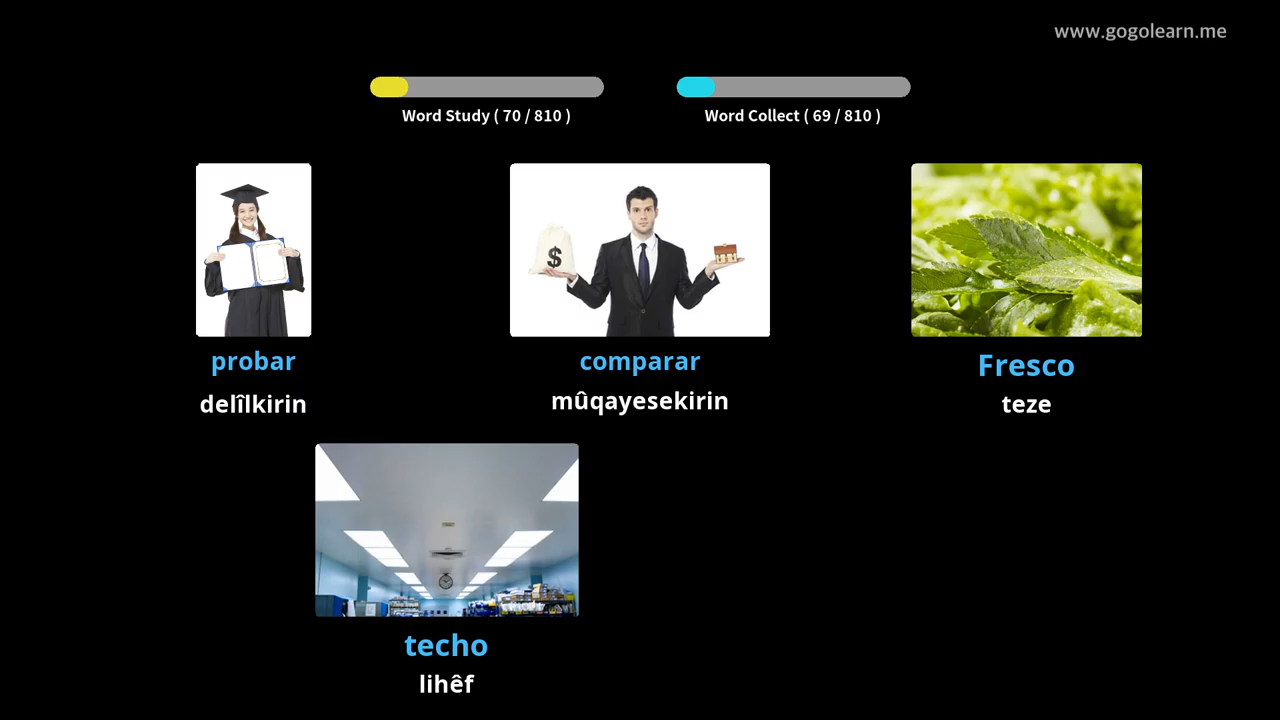 www.gogolearn.me
Word Study ( 70 / 810 )
Word Collect ( 69 / 810 )
probar
delîlkirin
comparar
mûqayesekirin
Fresco
teze
$
techo
lihêf